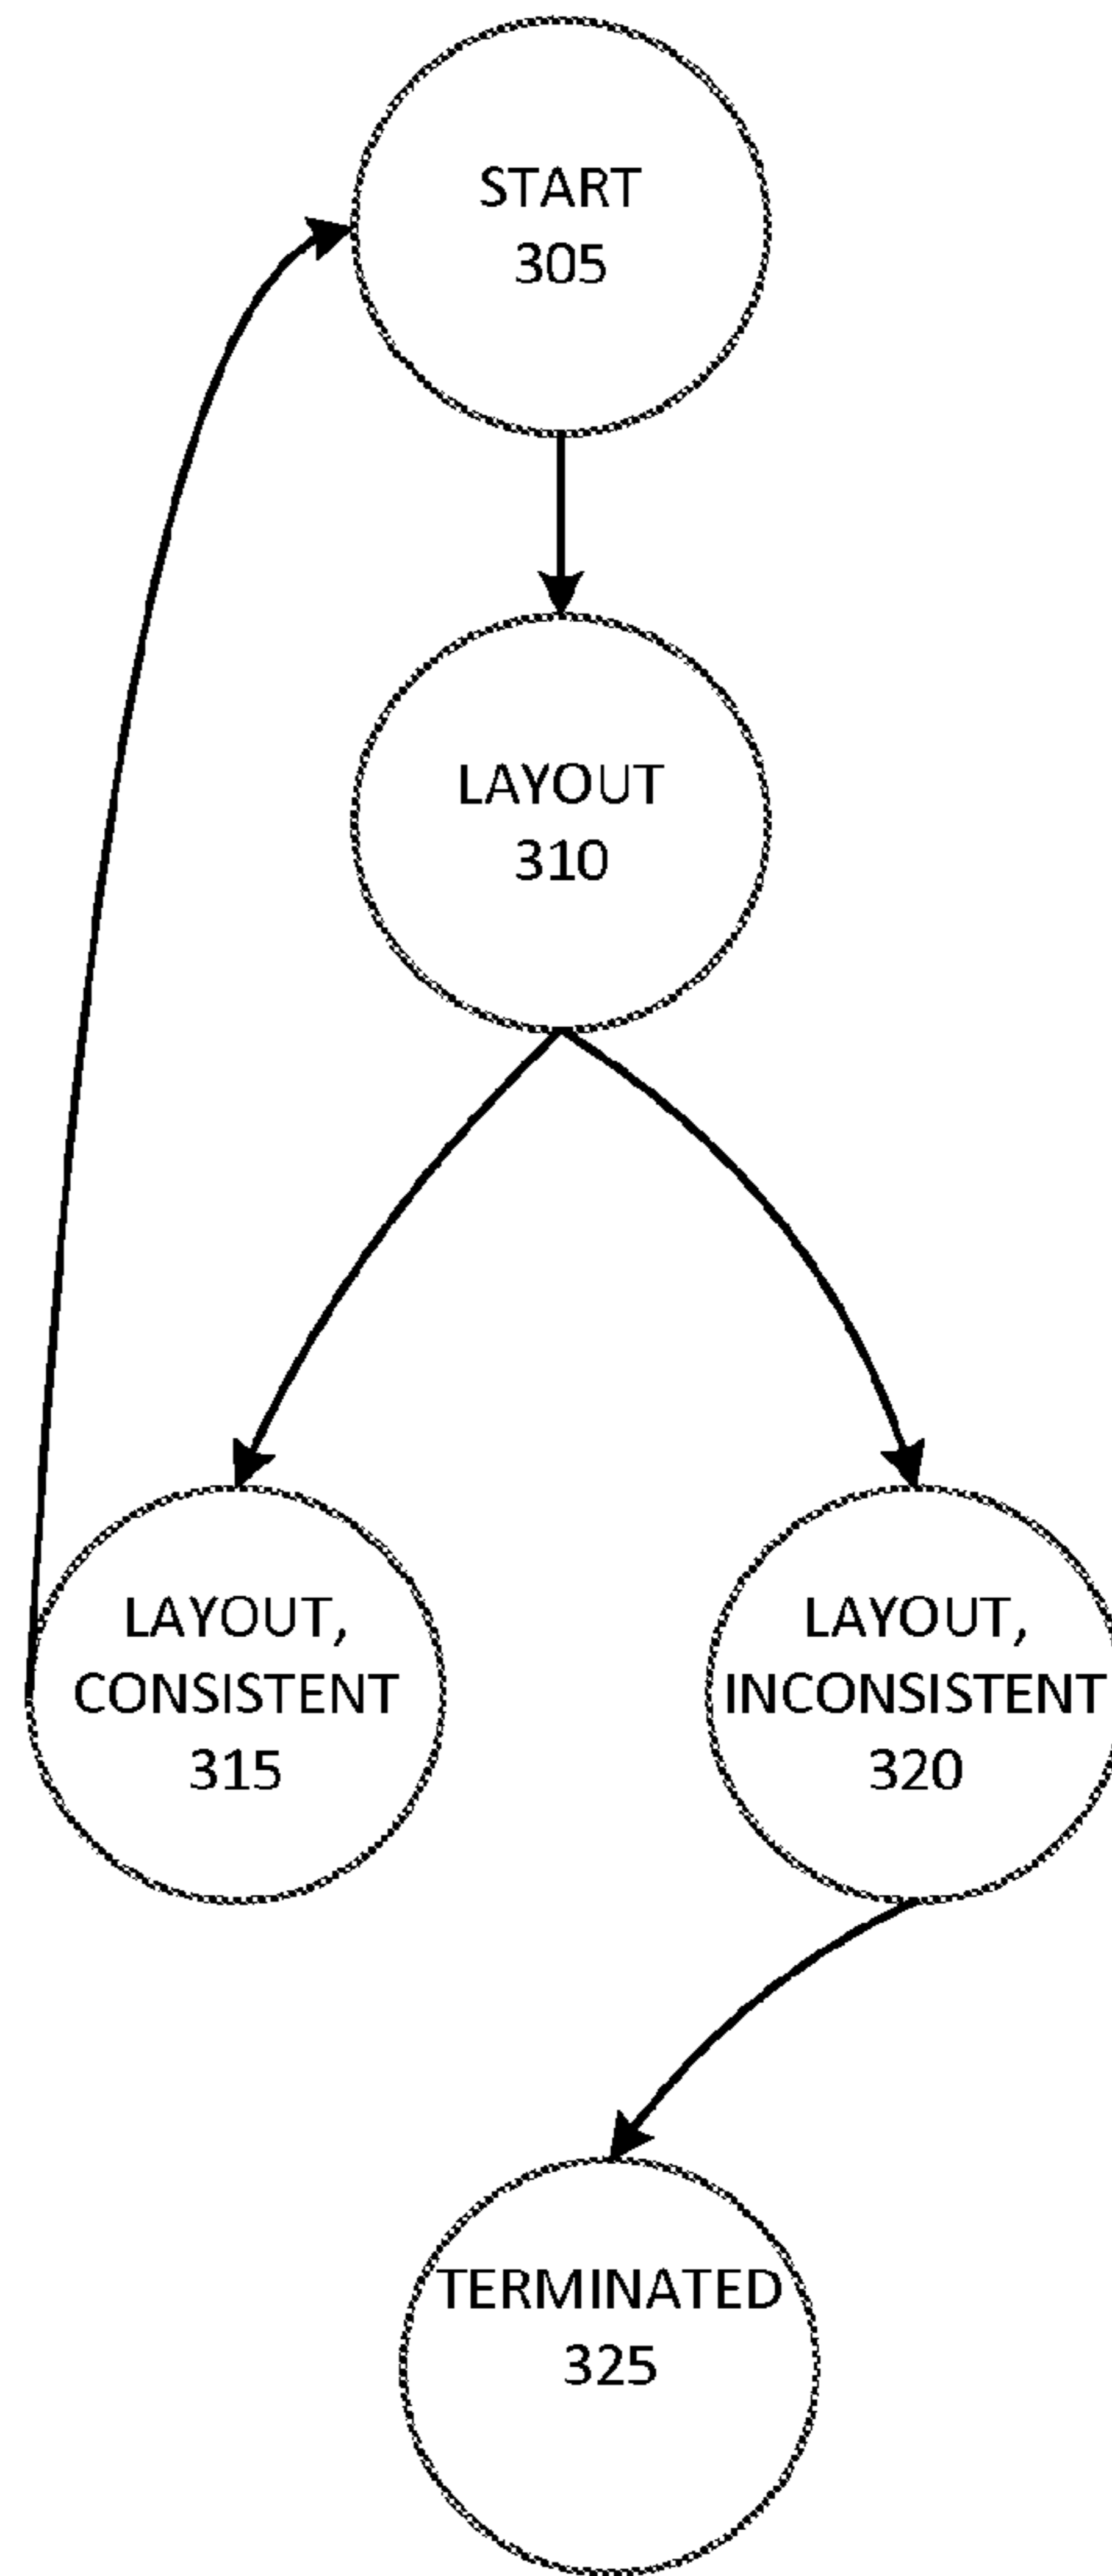 START
305
LAYOUT
310
LAYOUT,
CONSISTENT
315
LAYOUT,
INCONSISTENT
320
TERMINATED
325